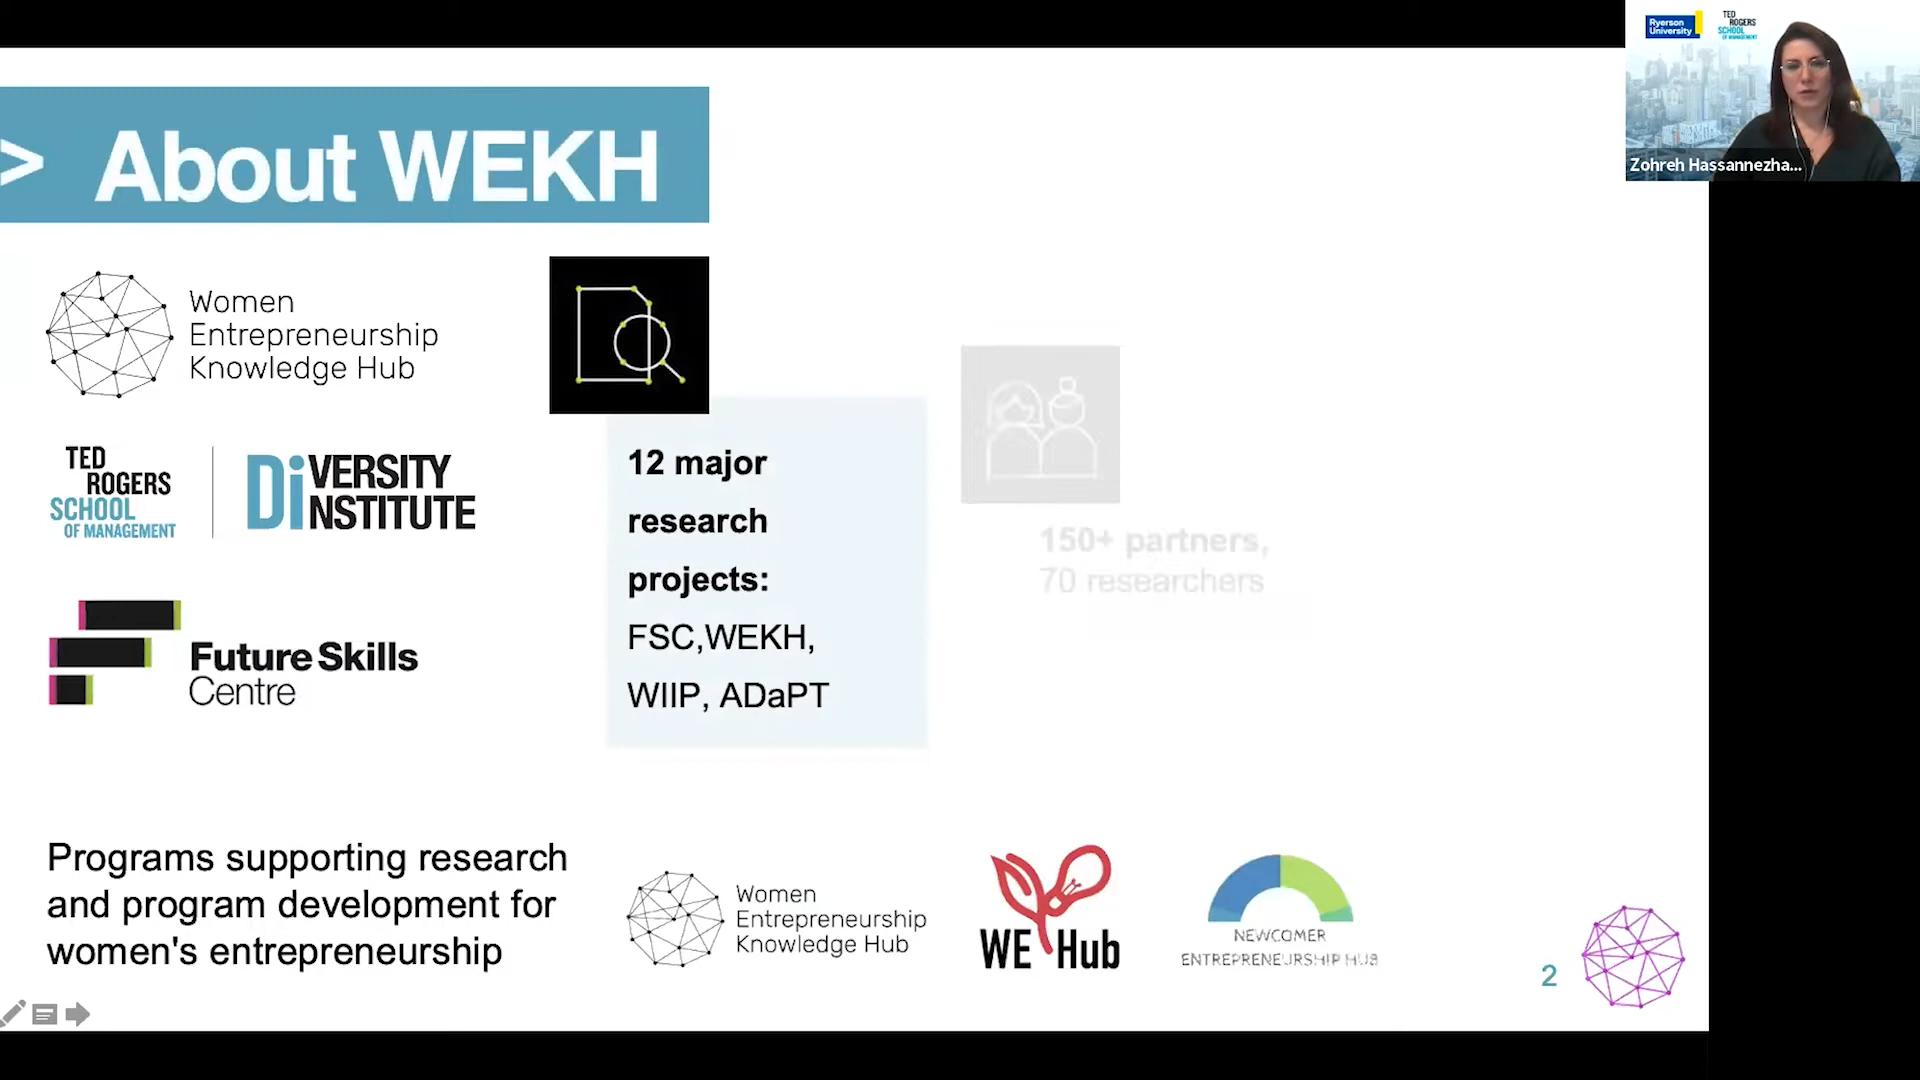 > About WEKH
Women
Entrepreneurship
Knowledge Hub
TED
ROGERS
SCHOOL
OF MANAGEMENT
DiVERSITY
iNSTITUTE
Future Skills
Centre
12 major
research
projects:
FSC,WEKH,
WIIP, ADaPT
150+ partners,
70 researchers
Programs supporting research
and program development for
women's entrepreneurship
Women
Entrepreneurship
Knowledge Hub
WE Hub
NEWCOMER
ENTREPRENEURSHIP HUB
2
Ryerson
University
TED
ROGERS
SCHOOL
OF MANAGEMENT
Zohreh Hassannezha...